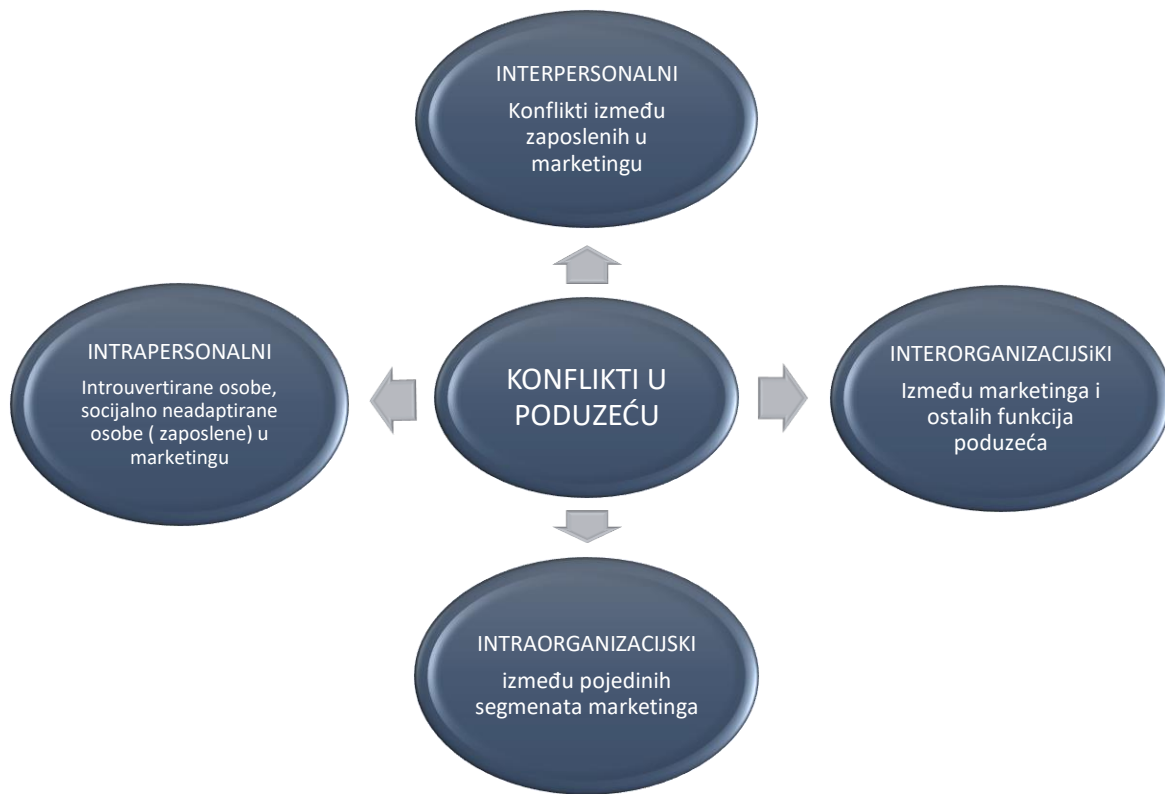 INTERPERSONALNI
Konflikti između
zaposlenih u
marketingu
INTRAPERSONALNI
Introuvertirane osobe,
socijalno neadaptirane
osobe ( zaposlene) u
marketingu
KONFLIKTI U
PODUZEĆU
INTERORGANIZACIJSiKI
Između marketinga i
ostalih funkcija
poduzeća
INTRAORGANIZACIJSKI
između pojedinih
segmenata marketinga